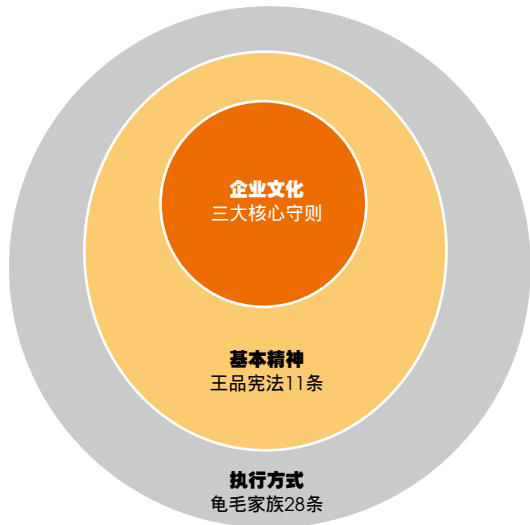 企业文化
三大核心守则
基本精神
王品宪法11条
执行方式
龟毛家族28条